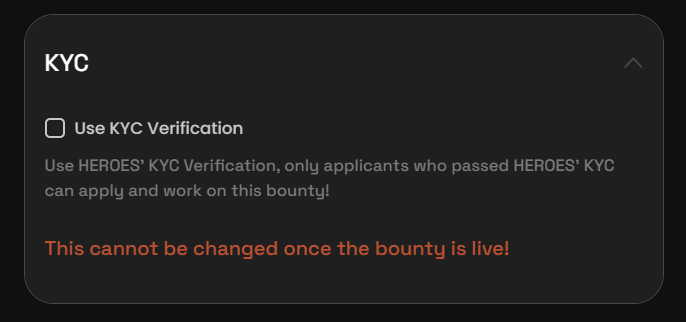 KYC
Use KYC Verification
Use HEROES’ KYC Verification, only applicants who passed HEROES’ KYC
can apply and work on this bounty!
This cannot be changed once the bounty is live!